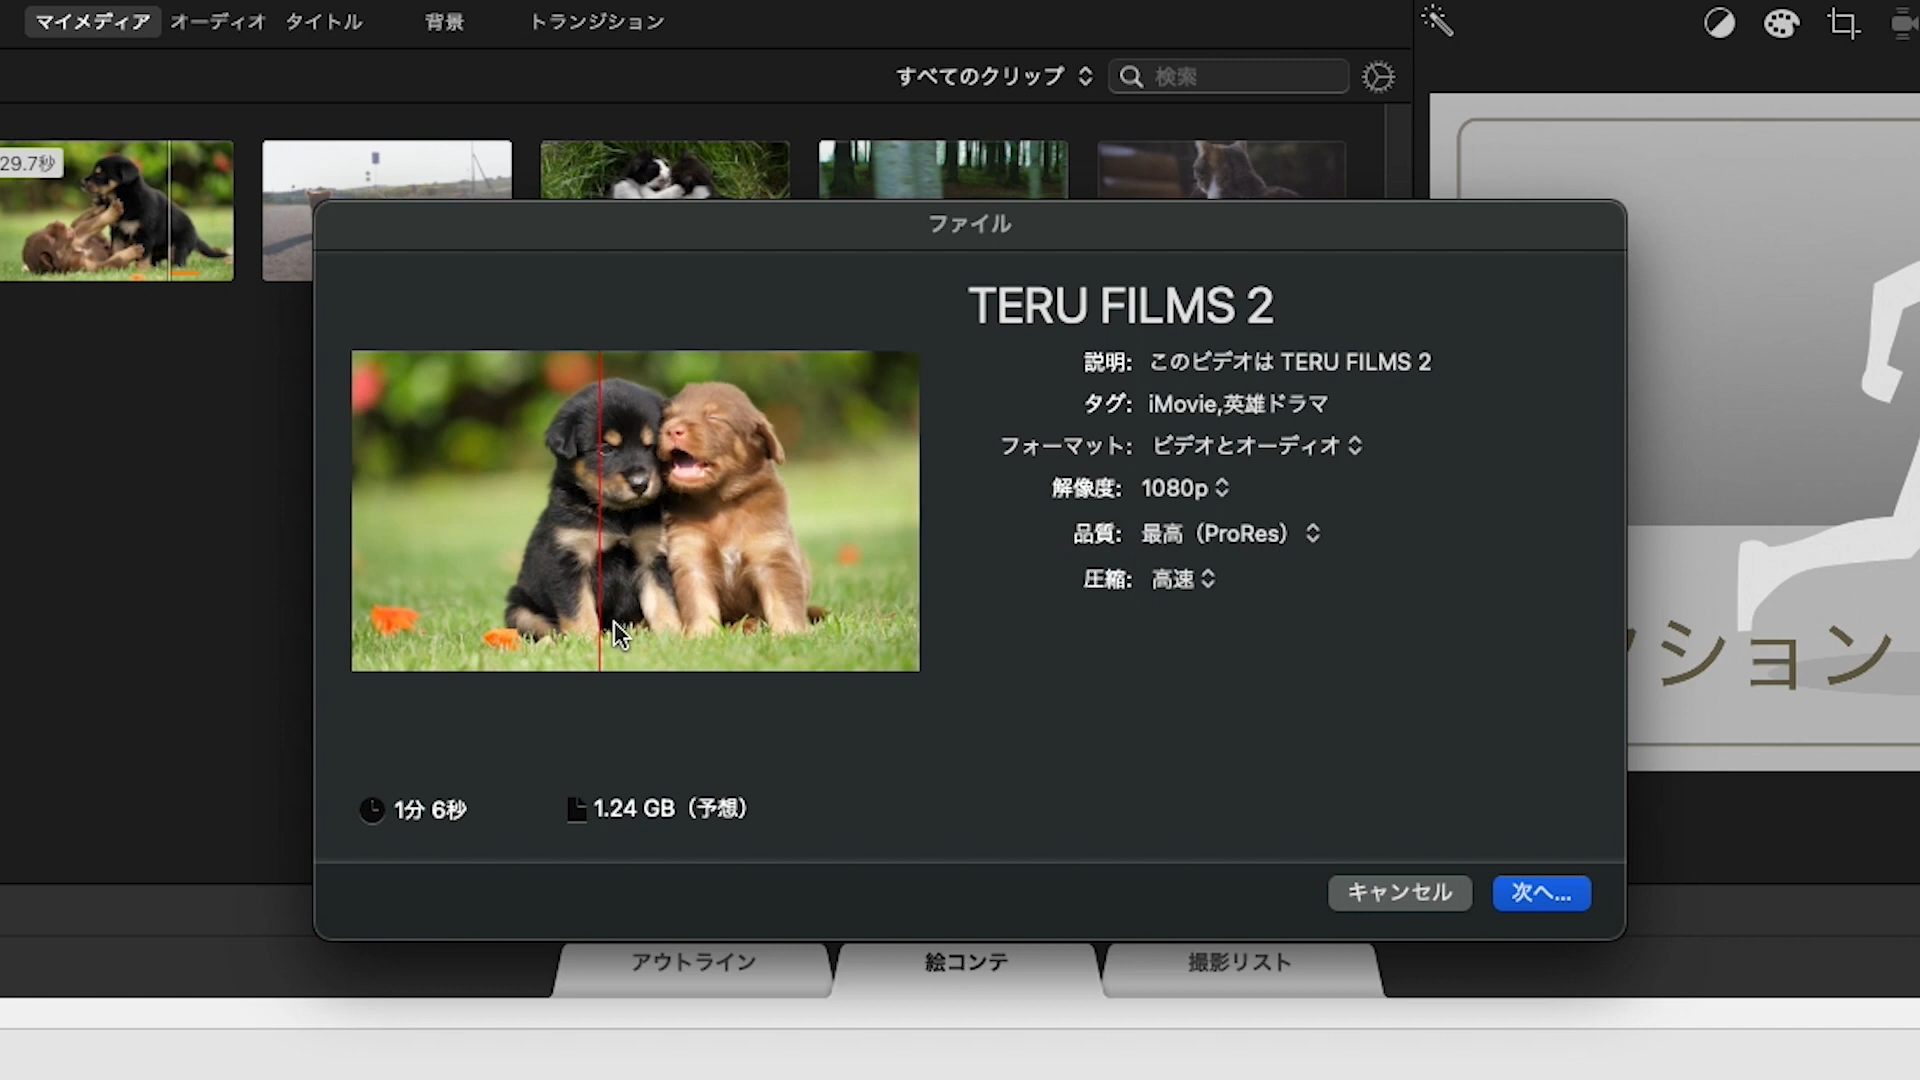 マイメディア オーディオ タイトル 背景 トランジション
すべてのクリップ 検索
29.7秒
ファイル
TERU FILMS 2
説明: このビデオは TERU FILMS 2
タグ: iMovie,英雄ドラマ
フォーマット: ビデオとオーディオ
解像度: 1080p
品質: 最高（ProRes）
圧縮: 高速
ション
1分 6秒 1.24 GB（予想）
キャンセル 次へ...
アウトライン 絵コンテ 撮影リスト